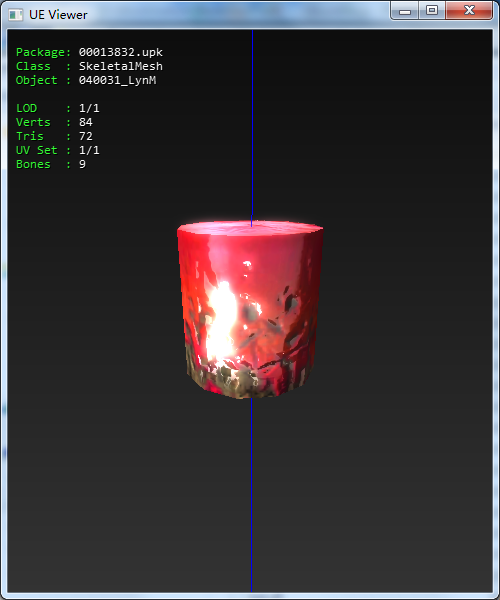 UE Viewer
Package: 00013832.upk
Class  : SkeletalMesh
Object : 040031_LynM
LOD    : 1/1
Verts  : 84
Tris   : 72
UV Set : 1/1
Bones  : 9